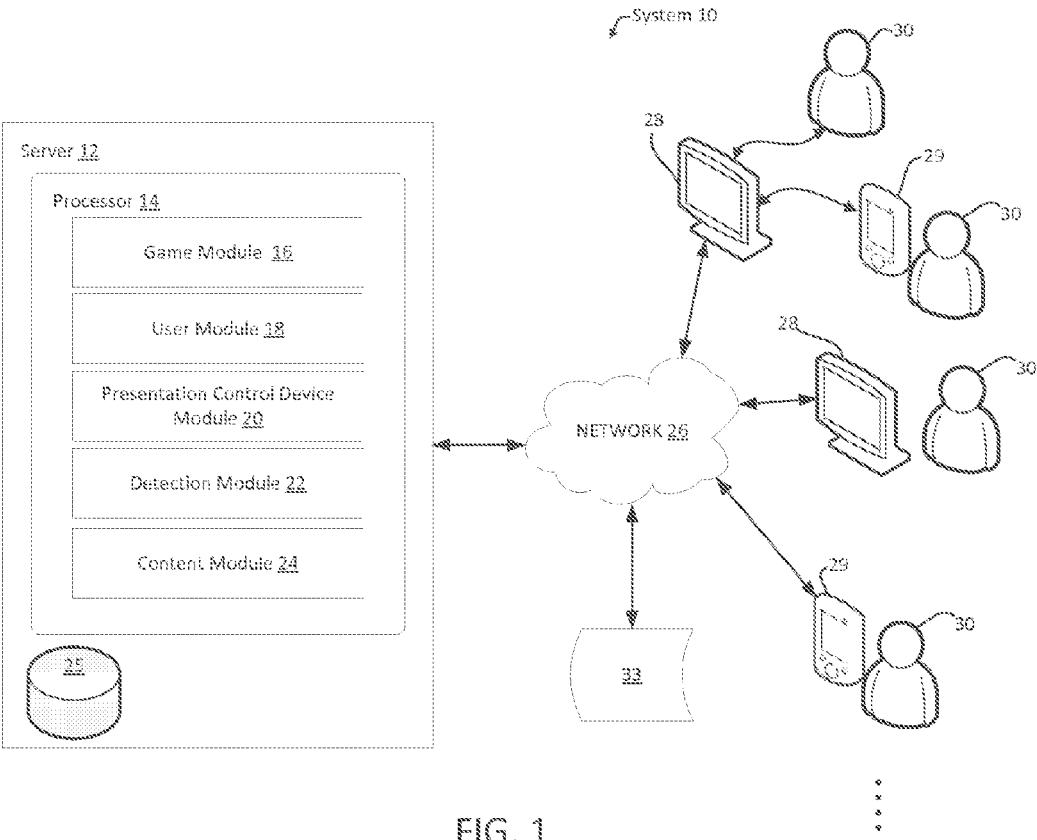 System 10
30
28
29
30
Server 12
Processor 14
Game Module 16
User Module 18
Presentation Control Device
Module 20
Detection Module 22
Content Module 24
25
NETWORK 26
28
30
29
30
33
FIG. 1